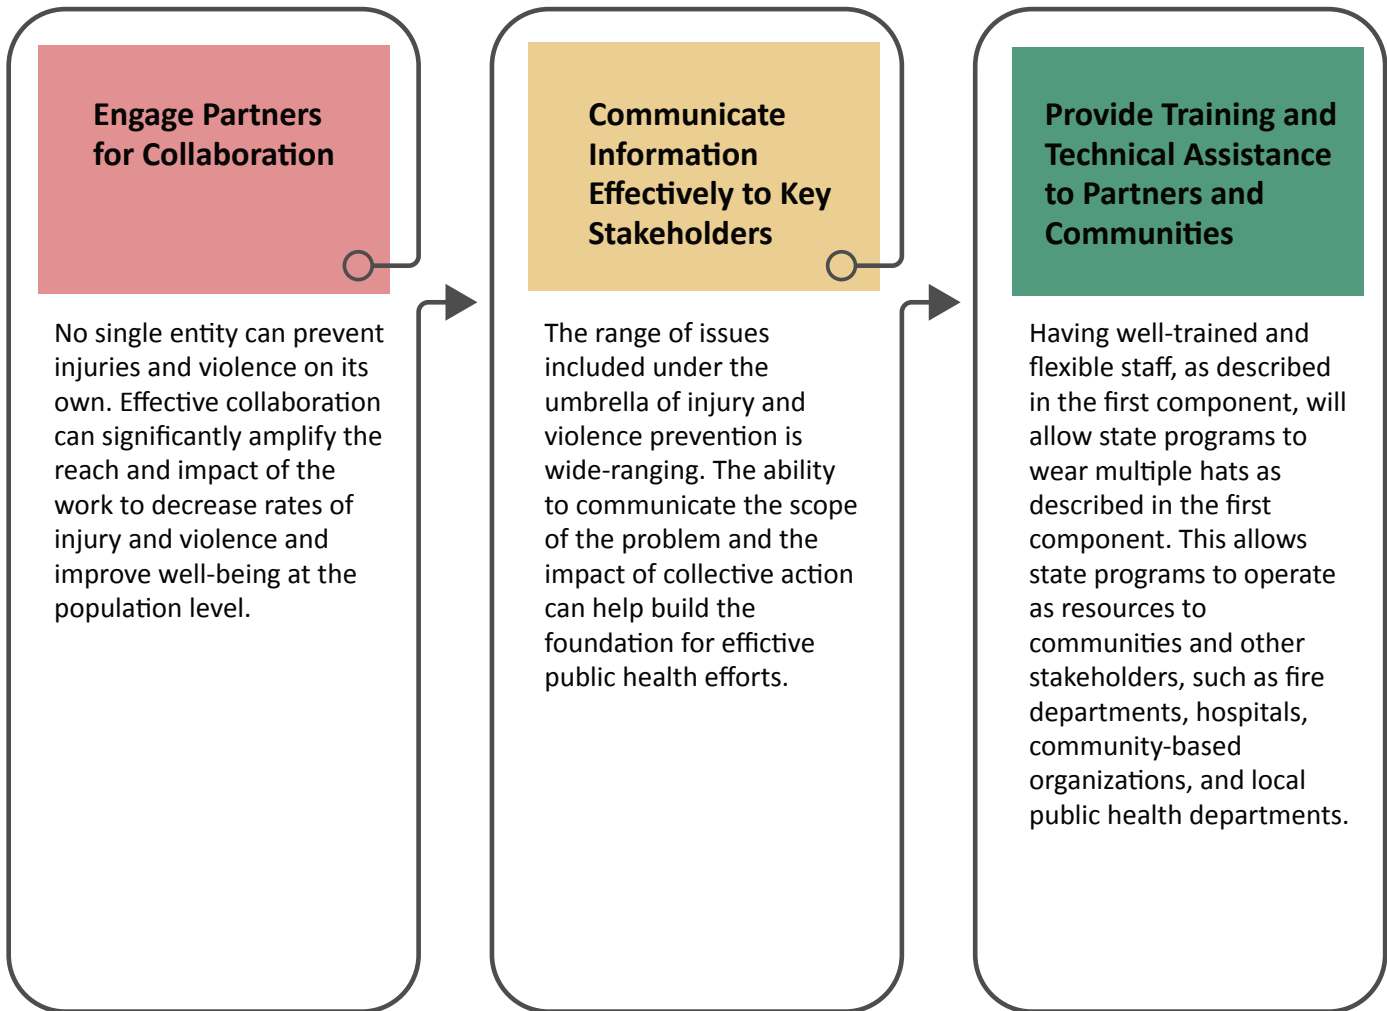 Engage Partners
for Collaboration
No single entity can prevent
injuries and violence on its
own. Effective collaboration
can significantly amplify the
reach and impact of the
work to decrease rates of
injury and violence and
improve well-being at the
population level.
Communicate
Information
Effectively to Key
Stakeholders
The range of issues
included under the
umbrella of injury and
violence prevention is
wide-ranging. The ability
to communicate the scope
of the problem and the
impact of collective action
can help build the
foundation for effictive
public health efforts.
Provide Training and
Technical Assistance
to Partners and
Communities
Having well-trained and
flexible staff, as described
in the first component, will
allow state programs to
wear multiple hats as
described in the first
component. This allows
state programs to operate
as resources to
communities and other
stakeholders, such as fire
departments, hospitals,
community-based
organizations, and local
public health departments.